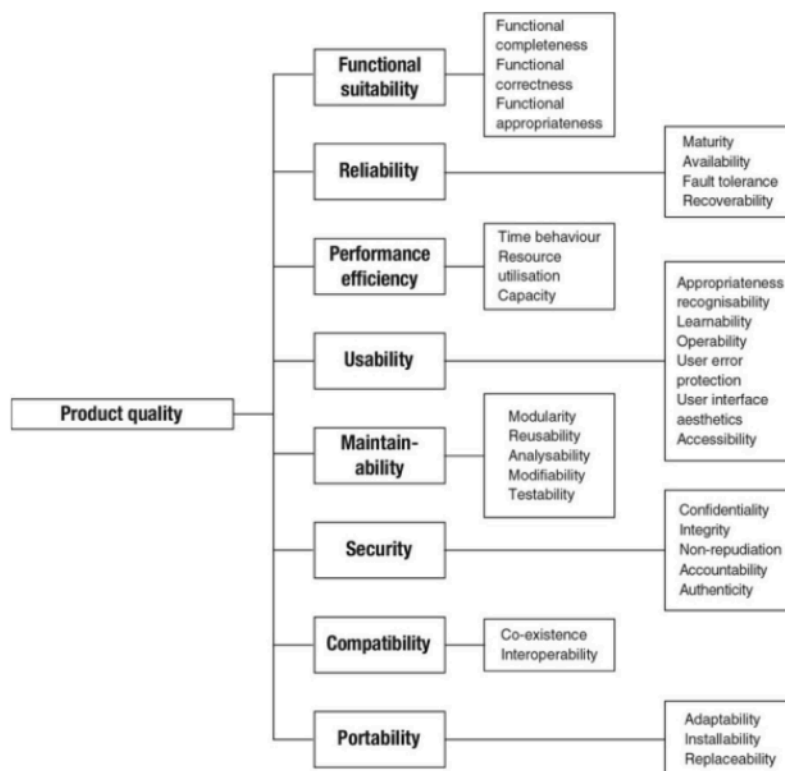 Product quality
Functional
suitability
Functional
completeness
Functional
correctness
Functional
appropriateness
Reliability
Maturity
Availability
Fault tolerance
Recoverability
Performance
efficiency
Time behaviour
Resource
utilisation
Capacity
Usability
Appropriateness
recognisability
Learnability
Operability
User error
protection
User interface
aesthetics
Accessibility
Maintain-
ability
Modularity
Reusability
Analysability
Modifiability
Testability
Security
Confidentiality
Integrity
Non-repudiation
Accountability
Authenticity
Compatibility
Co-existence
Interoperability
Portability
Adaptability
Installability
Replaceability